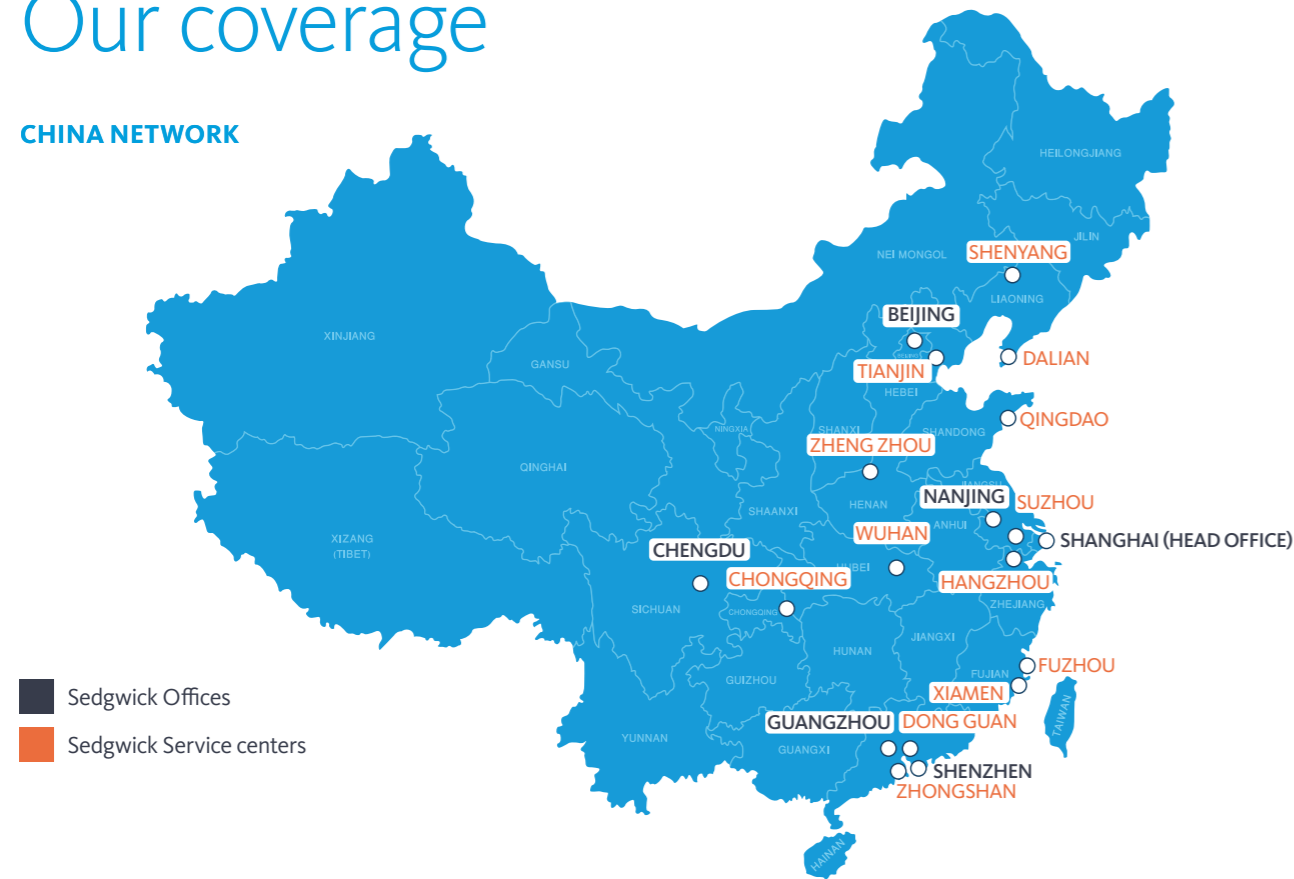 Our coverage
CHINA NETWORK
HEILONGJIANG
JILIN
NEI MONGOL
SHENYANG
LIAONING
BEIJING
XINJIANG
GANSU
TIANJIN
DALIAN
HEBEI
QINGDAO
NINGXIA
SHANXI
SHANDONG
ZHENG ZHOU
QINGHAI
JIANGSU
NANJING
SUZHOU
HENAN
SHAANXI
ANHUI
WUHAN
XIZANG
(TIBET)
SHANGHAI (HEAD OFFICE)
CHENGDU
HUBEI
CHONGQING
HANGZHOU
SICHUAN
CHONGQING
ZHEJIANG
JIANGXI
HUNAN
FUZHOU
FUJIAN
GUIZHOU
XIAMEN
Sedgwick Offices
TAIWAN
GUANGZHOU
DONG GUAN
YUNNAN
GUANGXI
Sedgwick Service centers
SHENZHEN
ZHONGSHAN
HAINAN